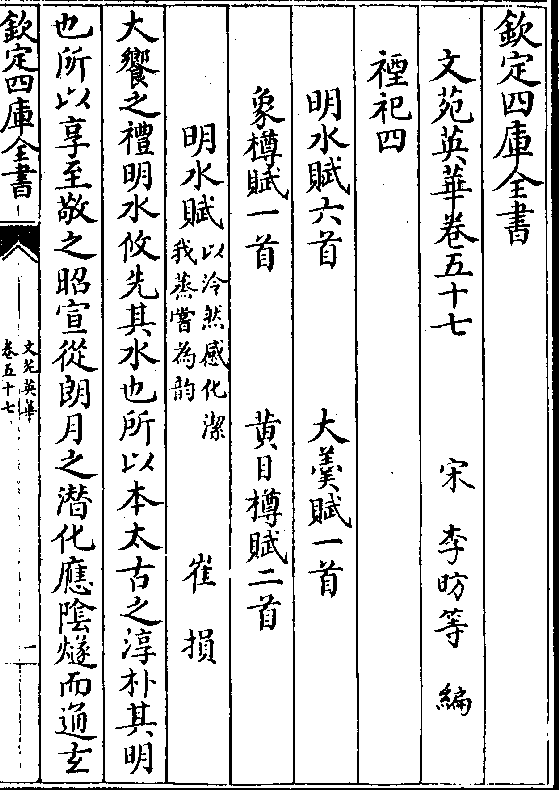 欽定四庫全書
文苑英華卷五十七 宋 李昉等 編
禋祀四
明水賦六首 大羮賦一首
象樽賦一首 黄目樽賦二首
明水賦 以泠然感化潔
我蒸嘗為韵 崔損
大饗之禮明水攸先其水也所以本太古之淳朴其明
也所以享至敬之昭宣從朗月之潜化應陰燧而通玄
欽定四庫全書
文苑英華
卷五十七
一